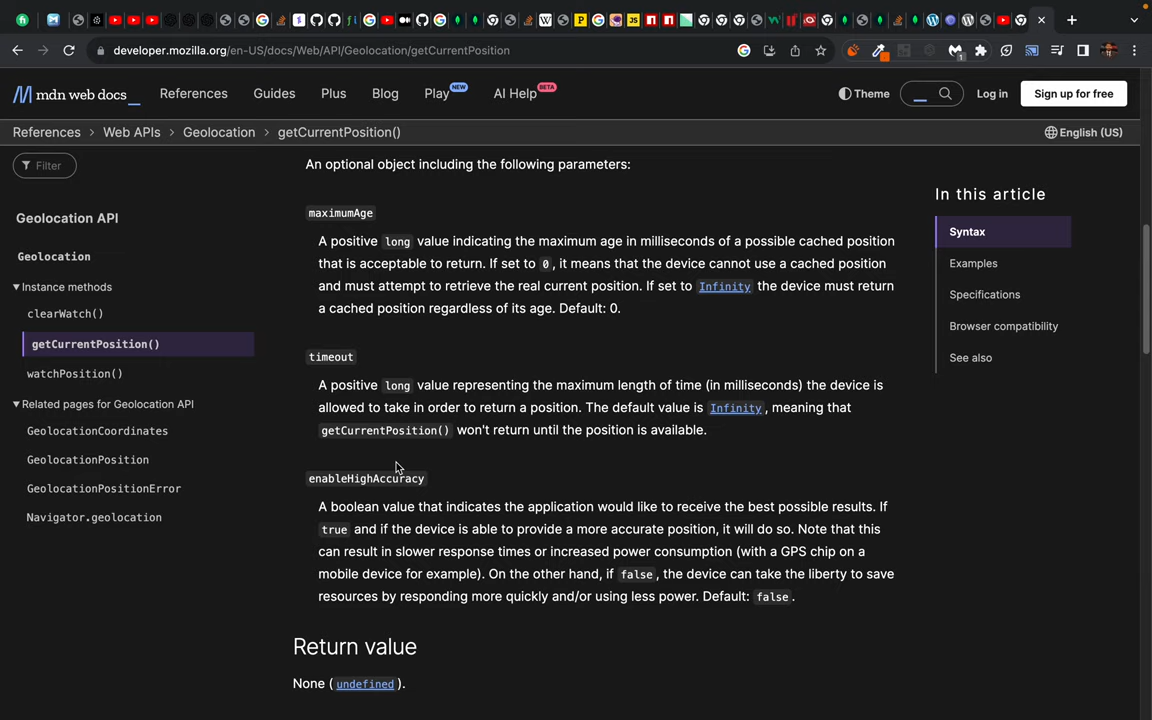 developer.mozilla.org/en-US/docs/Web/API/Geolocation/getCurrentPosition
mdn web docs_
References
Guides
Plus
Blog
Play NEW
AI Help BETA
Theme
Log in
Sign up for free
References > Web APIs > Geolocation > getCurrentPosition()
English (US)
Filter
Geolocation API
Geolocation
Instance methods
clearWatch()
getCurrentPosition()
watchPosition()
Related pages for Geolocation API
GeolocationCoordinates
GeolocationPosition
GeolocationPositionError
Navigator.geolocation
An optional object including the following parameters:
maximumAge
A positive long value indicating the maximum age in milliseconds of a possible cached position
that is acceptable to return. If set to 0, it means that the device cannot use a cached position
and must attempt to retrieve the real current position. If set to Infinity the device must return
a cached position regardless of its age. Default: 0.
timeout
A positive long value representing the maximum length of time (in milliseconds) the device is
allowed to take in order to return a position. The default value is Infinity, meaning that
getCurrentPosition() won't return until the position is available.
enableHighAccuracy
A boolean value that indicates the application would like to receive the best possible results. If
true and if the device is able to provide a more accurate position, it will do so. Note that this
can result in slower response times or increased power consumption (with a GPS chip on a
mobile device for example). On the other hand, if false, the device can take the liberty to save
resources by responding more quickly and/or using less power. Default: false.
Return value
None (undefined).
In this article
Syntax
Examples
Specifications
Browser compatibility
See also